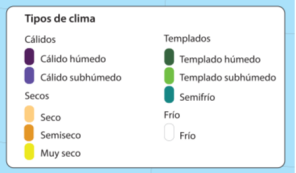 Tipos de clima
Cálidos
Cálido húmedo
Cálido subhúmedo
Secos
Seco
Semiseco
Muy seco
Templados
Templado húmedo
Templado subhúmedo
Semifrío
Frío
Frío